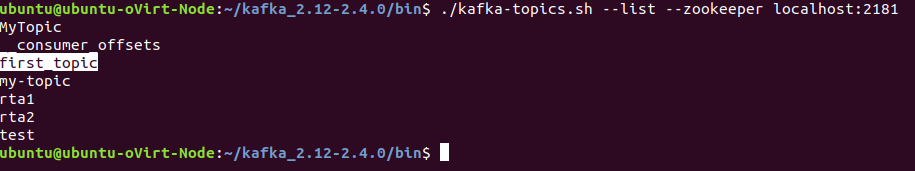 ubuntu@ubuntu-oVirt-Node:~/kafka_2.12-2.4.0/bin$ ./kafka-topics.sh --list --zookeeper localhost:2181
MyTopic
__consumer_offsets
first_topic
my-topic
rta1
rta2
test
ubuntu@ubuntu-oVirt-Node:~/kafka_2.12-2.4.0/bin$